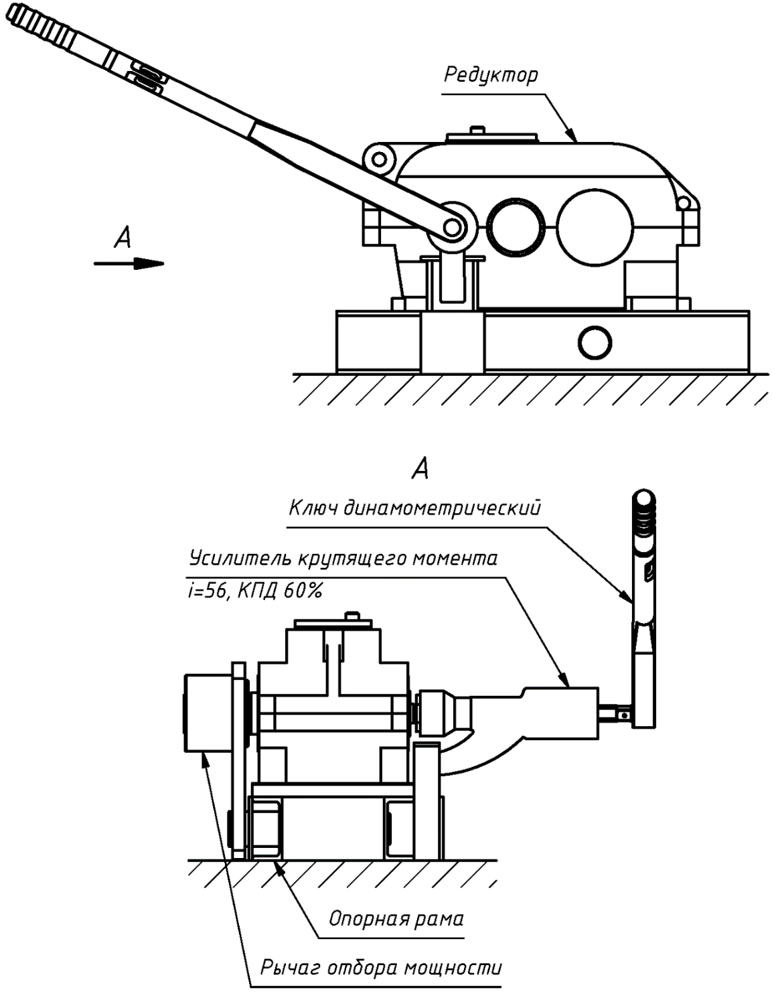 Редуктор
А
А
Ключ динамометрический
Усилитель крутящего момента
i=56, КПД 60%
Опорная рама
Рычаг отбора мощности